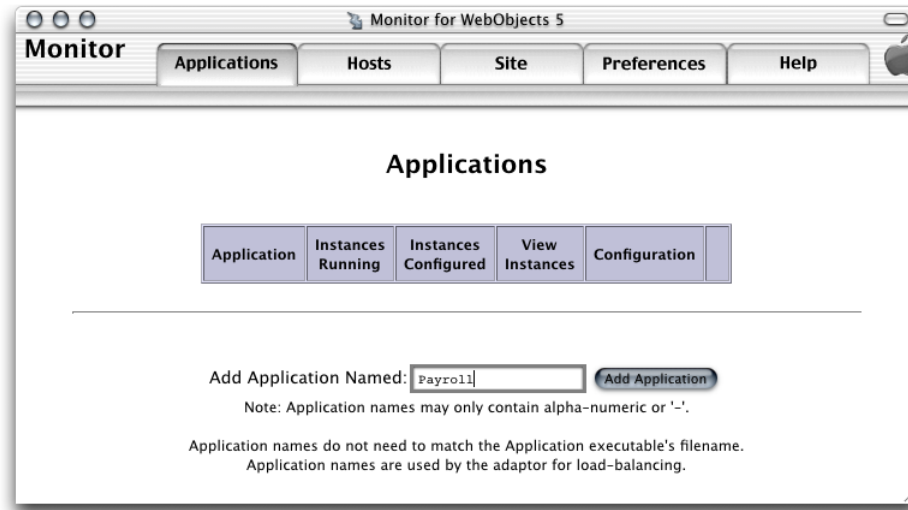 Monitor for WebObjects 5
Monitor
Applications Hosts Site Preferences Help
Applications
Application Instances Running Instances Configured View Instances Configuration
Add Application Named: Payroll Add Application
Note: Application names may only contain alpha-numeric or '-'.
Application names do not need to match the Application executable's filename.
Application names are used by the adaptor for load-balancing.